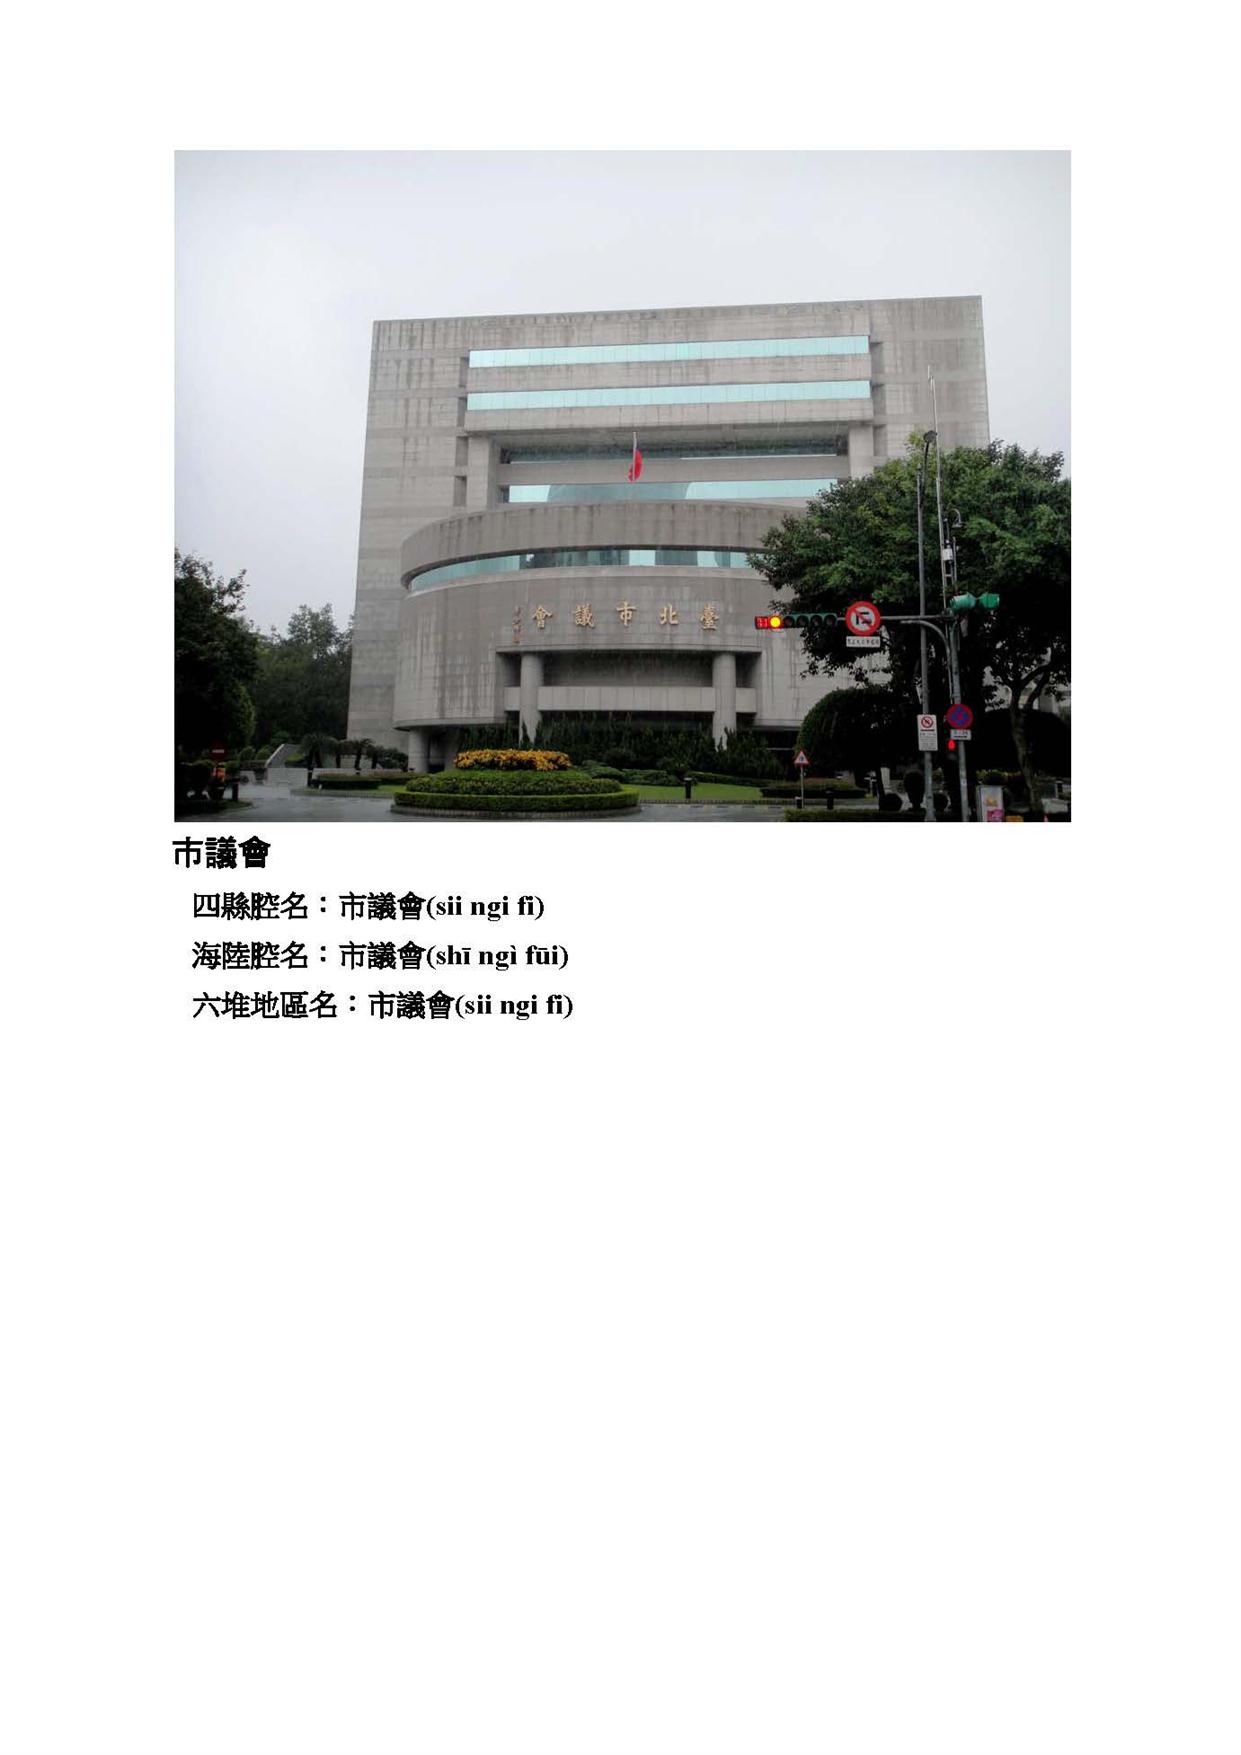 會議市北臺
市議會
四縣腔名：市議會(sii ngi fi)
海陸腔名：市議會(shī ngì fūi)
六堆地區名：市議會(sii ngi fi)